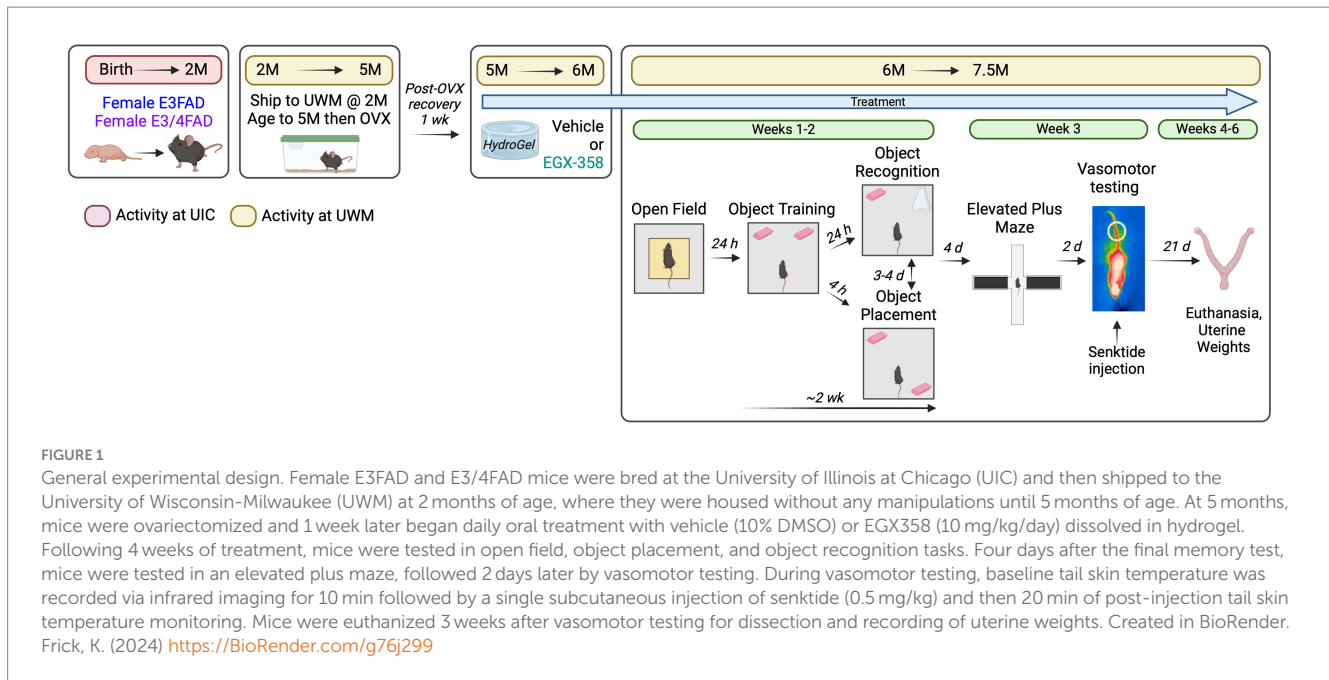 Birth → 2M
Female E3FAD
Female E3/4FAD
2M → 5M
Ship to UWM @ 2M
Age to 5M then OVX
Post-OVX
recovery
1 wk
5M → 6M
HydroGel
Vehicle
or
EGX-358
6M → 7.5M
Treatment
Weeks 1-2
Week 3
Weeks 4-6
Activity at UIC
Activity at UWM
Open Field
24 h
Object Training
24 h
4 h
Object
Recognition
3-4 d
Object
Placement
~2 wk
4 d
Elevated Plus
Maze
2 d
Vasomotor
testing
Senktide
injection
21 d
Euthanasia,
Uterine
Weights
FIGURE 1
General experimental design. Female E3FAD and E3/4FAD mice were bred at the University of Illinois at Chicago (UIC) and then shipped to the
University of Wisconsin-Milwaukee (UWM) at 2 months of age, where they were housed without any manipulations until 5 months of age. At 5 months,
mice were ovariectomized and 1 week later began daily oral treatment with vehicle (10% DMSO) or EGX358 (10 mg/kg/day) dissolved in hydrogel.
Following 4 weeks of treatment, mice were tested in open field, object placement, and object recognition tasks. Four days after the final memory test,
mice were tested in an elevated plus maze, followed 2 days later by vasomotor testing. During vasomotor testing, baseline tail skin temperature was
recorded via infrared imaging for 10 min followed by a single subcutaneous injection of senktide (0.5 mg/kg) and then 20 min of post-injection tail skin
temperature monitoring. Mice were euthanized 3 weeks after vasomotor testing for dissection and recording of uterine weights. Created in BioRender.
Frick, K. (2024) https://BioRender.com/g76j299